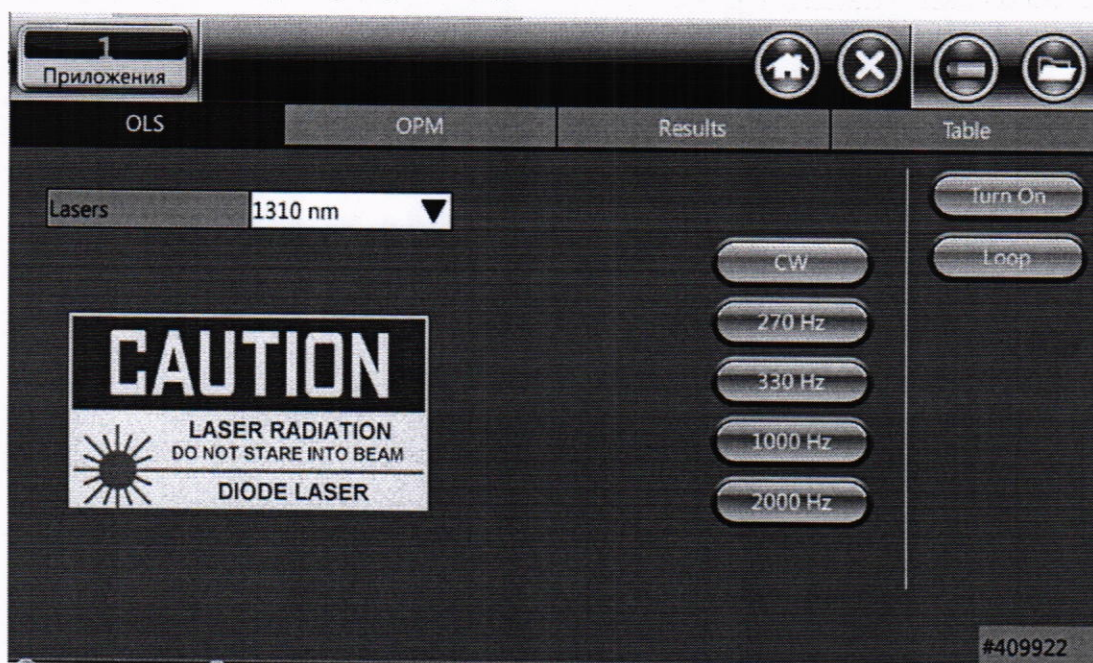 1
Приложения
OLS
OPM
Results
Table
Lasers
1310 nm
Turn On
Loop
CW
270 Hz
330 Hz
1000 Hz
2000 Hz
CAUTION
LASER RADIATION
DO NOT STARE INTO BEAM
DIODE LASER
#409922